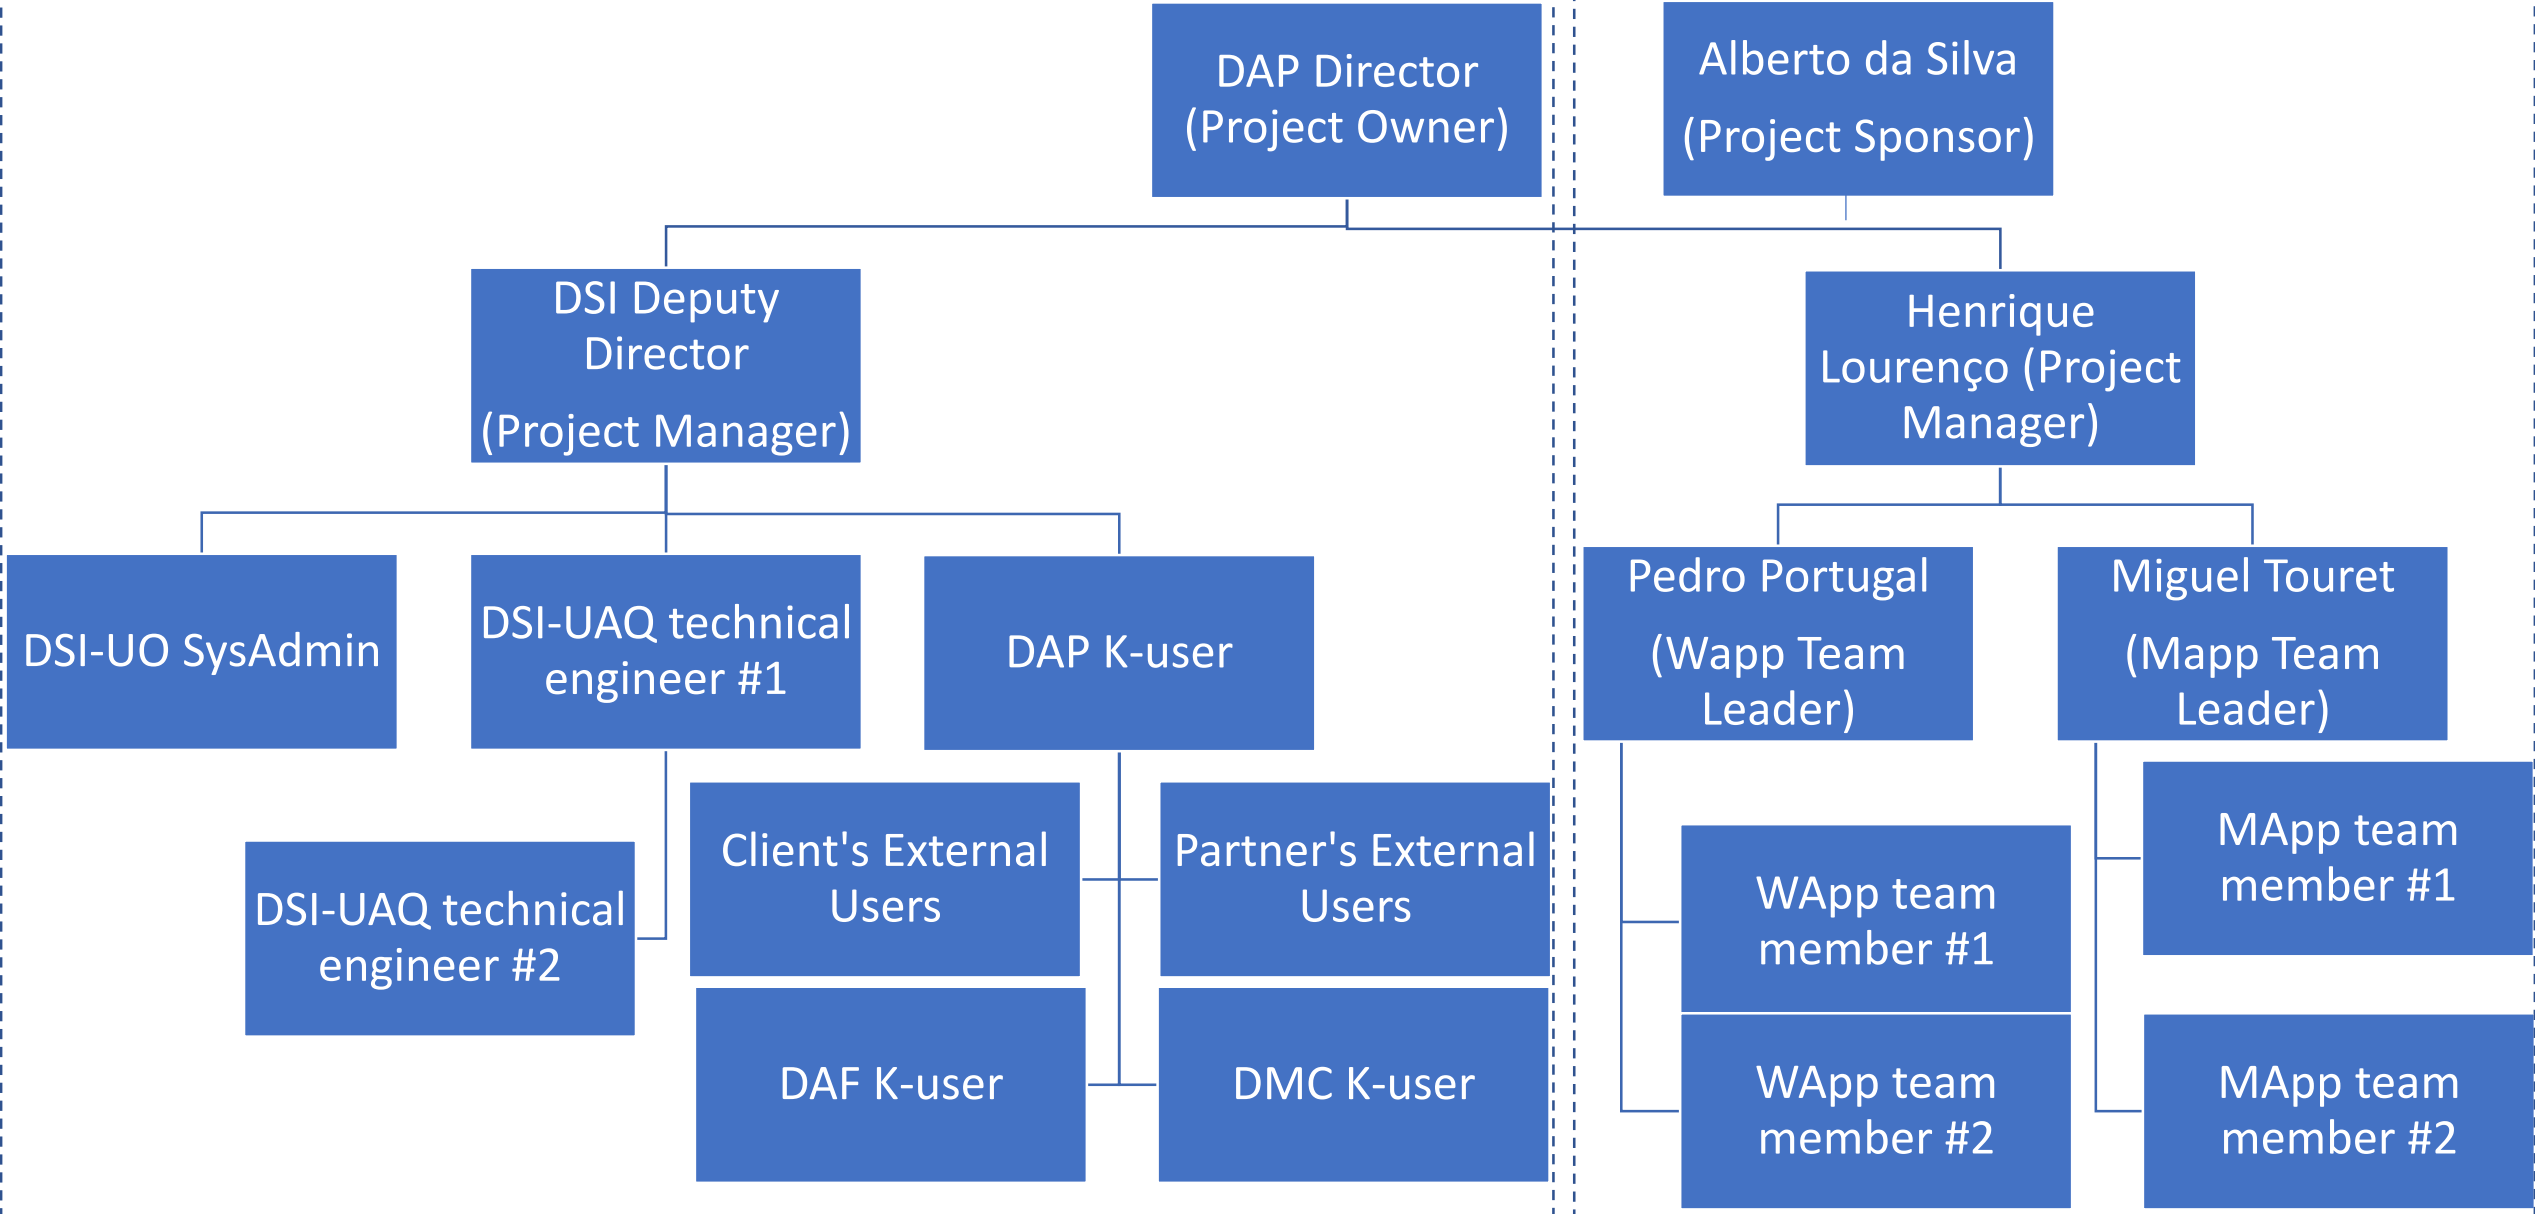 DAP Director
(Project Owner)
Alberto da Silva
(Project Sponsor)
DSI Deputy
Director
(Project Manager)
Henrique
Lourenço (Project
Manager)
DSI-UO SysAdmin
DSI-UAQ technical
engineer #1
DAP K-user
Pedro Portugal
(Wapp Team
Leader)
Miguel Touret
(Mapp Team
Leader)
DSI-UAQ technical
engineer #2
Client's External
Users
Partner's External
Users
DAF K-user
DMC K-user
WApp team
member #1
WApp team
member #2
MApp team
member #1
MApp team
member #2